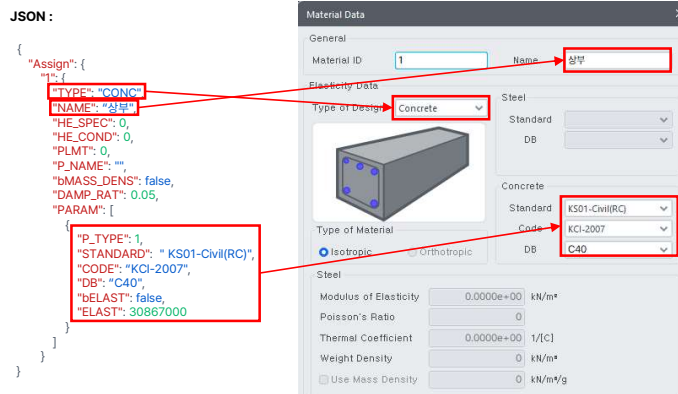 JSON :
{
"Assign": {
"1": {
"TYPE": "CONC"
"NAME": "상부",
"HE_SPEC": 0,
"HE_COND": 0,
"PLMT": 0,
"P_NAME": "",
"bMASS_DENS": false,
"DAMP_RAT": 0.05,
"PARAM": [
{
"P_TYPE": 1,
"STANDARD": " KS01-Civil(RC)",
"CODE": "KCI-2007",
"DB": "C40",
"bELAST": false,
"ELAST": 30867000
}
]
}
}
Material Data
General
Material ID 1 Name 상부
Elasticity Data
Type of Design Concrete
Steel
Standard
DB
Concrete
Standard KS01-Civil(RC)
Code KCI-2007
DB C40
Type of Material
Isotropic Orthotropic
Steel
Modulus of Elasticity 0.0000e+00 kN/m²
Poisson's Ratio 0
Thermal Coefficient 0.0000e+00 1/[C]
Weight Density 0 kN/m³
Use Mass Density 0 kN/m³/g